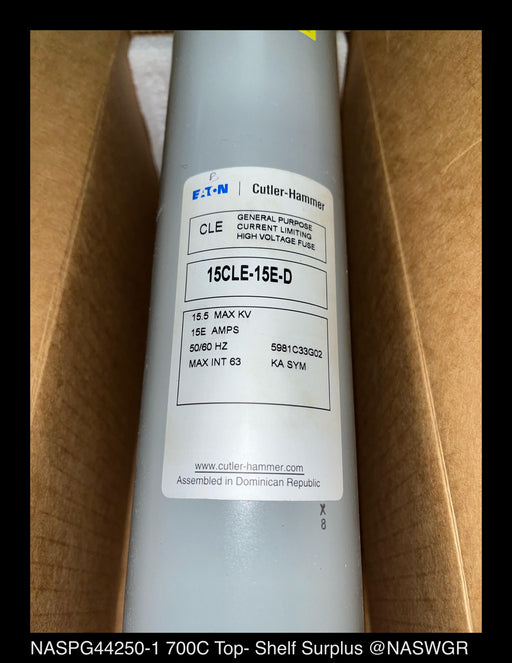 EATON | Cutler-Hammer
CLE
GENERAL PURPOSE
CURRENT LIMITING
HIGH VOLTAGE FUSE
15CLE-15E-D
15.5 MAX KV
15E AMPS
50/60 HZ 5981C33G02
MAX INT 63 KA SYM
www.cutler-hammer.com
Assembled in Dominican Republic
X
8
NASPG44250-1 700C Top- Shelf Surplus @NASWGR